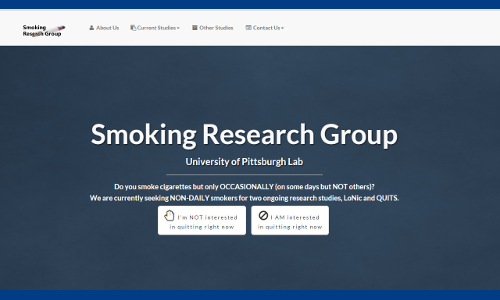 Smoking
Research Group
About Us
Current Studies
Other Studies
Contact Us
Smoking Research Group
University of Pittsburgh Lab
Do you smoke cigarettes but only OCCASIONALLY (on some days but NOT others)?
We are currently seeking NON-DAILY smokers for two ongoing research studies, LoNic and QUITS.
I'm NOT interested
in quitting right now
I AM interested
in quitting right now